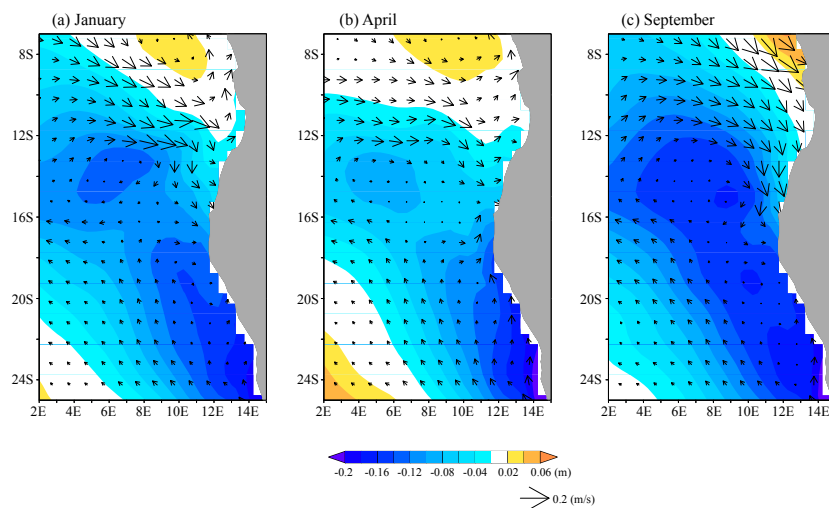 (a) January (b) April (c) September
8S 8S 8S
12S 12S 12S
16S 16S 16S
20S 20S 20S
24S 24S 24S
2E 4E 6E 8E 10E 12E 14E 2E 4E 6E 8E 10E 12E 14E 2E 4E 6E 8E 10E 12E 14E
-0.2 -0.16 -0.12 -0.08 -0.04 0.02 0.06 (m)
0.2 (m/s)